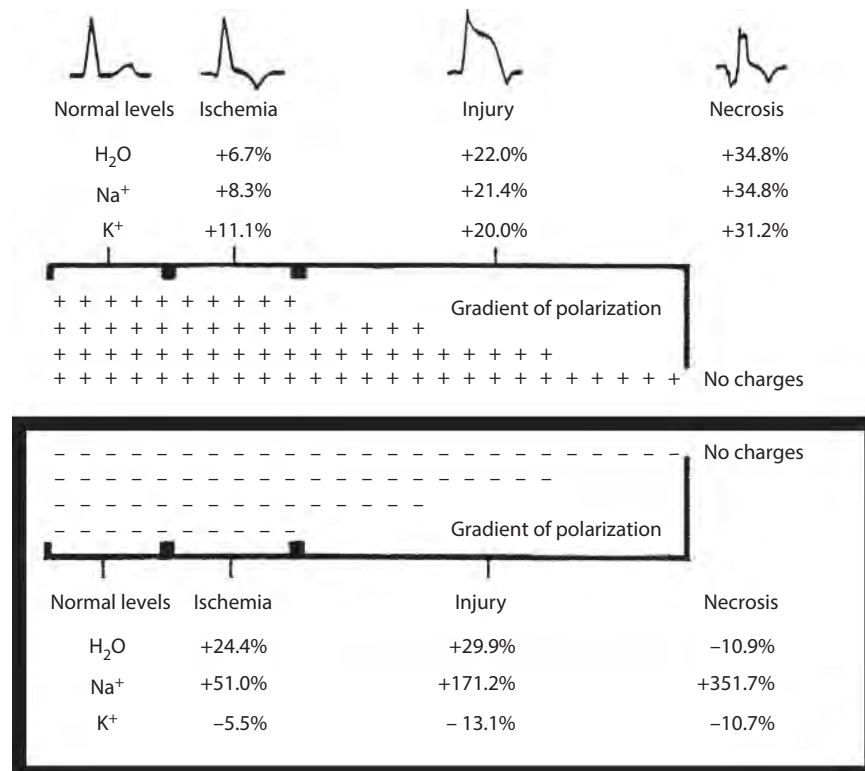 Normal levels Ischemia Injury Necrosis
H₂O +6.7% +22.0% +34.8%
Na⁺ +8.3% +21.4% +34.8%
K⁺ +11.1% +20.0% +31.2%
+ + + + + + + + + + Gradient of polarization
+ + + + + + + + + + + + + + +
+ + + + + + + + + + + + + + + + + + + +
+ + + + + + + + + + + + + + + + + + + + + + + + + No charges
– – – – – – – – – – – – – – – – – – – – – – – – – No charges
– – – – – – – – – – – – – – – – – – – –
– – – – – – – – – – – – – – –
– – – – – – – – – – Gradient of polarization
Normal levels Ischemia Injury Necrosis
H₂O +24.4% +29.9% –10.9%
Na⁺ +51.0% +171.2% +351.7%
K⁺ –5.5% – 13.1% –10.7%